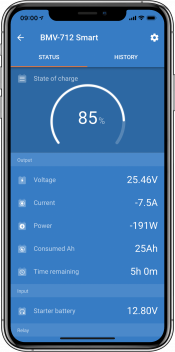 09:00
BMV-712 Smart
STATUS HISTORY
State of charge
85%
Output
Voltage 25.46V
Current -7.5A
Power -191W
Consumed Ah 25Ah
Time remaining 5h 0m
Input
Starter battery 12.80V
Relay